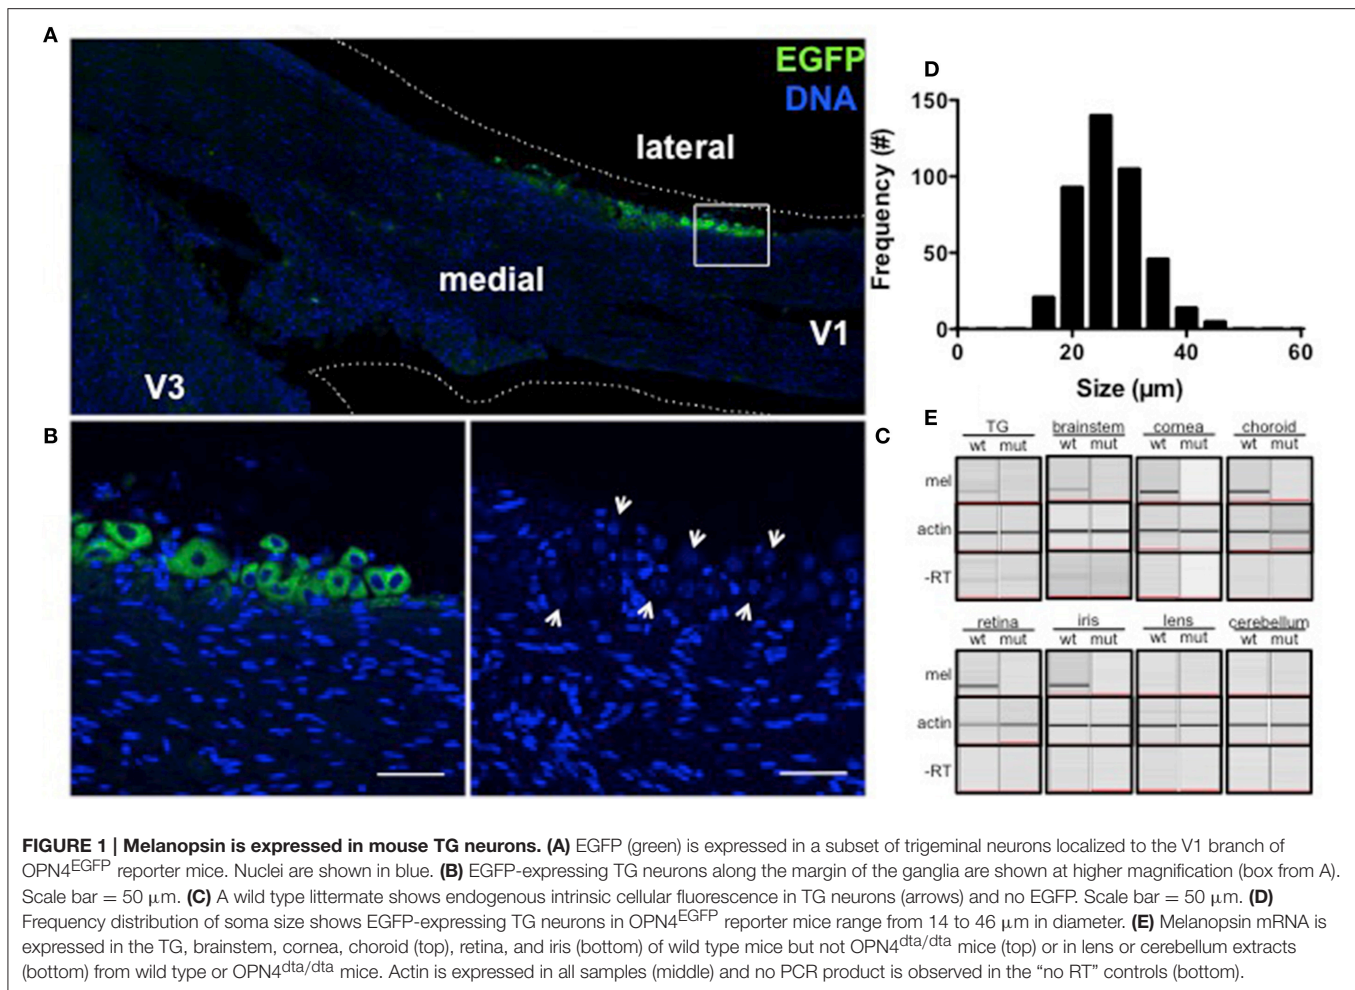 A
EGFP
DNA
lateral
medial
V1
V3
B
C
D
150
100
50
0
Frequency (#)
0 20 40 60
Size (µm)
E
TG brainstem cornea choroid
wt mut wt mut wt mut wt mut
mel
actin
-RT
retina iris lens cerebellum
wt mut wt mut wt mut wt mut
mel
actin
-RT
FIGURE 1 | Melanopsin is expressed in mouse TG neurons. (A) EGFP (green) is expressed in a subset of trigeminal neurons localized to the V1 branch of
OPN4EGFP reporter mice. Nuclei are shown in blue. (B) EGFP-expressing TG neurons along the margin of the ganglia are shown at higher magnification (box from A).
Scale bar = 50 µm. (C) A wild type littermate shows endogenous intrinsic cellular fluorescence in TG neurons (arrows) and no EGFP. Scale bar = 50 µm. (D)
Frequency distribution of soma size shows EGFP-expressing TG neurons in OPN4EGFP reporter mice range from 14 to 46 µm in diameter. (E) Melanopsin mRNA is
expressed in the TG, brainstem, cornea, choroid (top), retina, and iris (bottom) of wild type mice but not OPN4dta/dta mice (top) or in lens or cerebellum extracts
(bottom) from wild type or OPN4dta/dta mice. Actin is expressed in all samples (middle) and no PCR product is observed in the “no RT” controls (bottom).